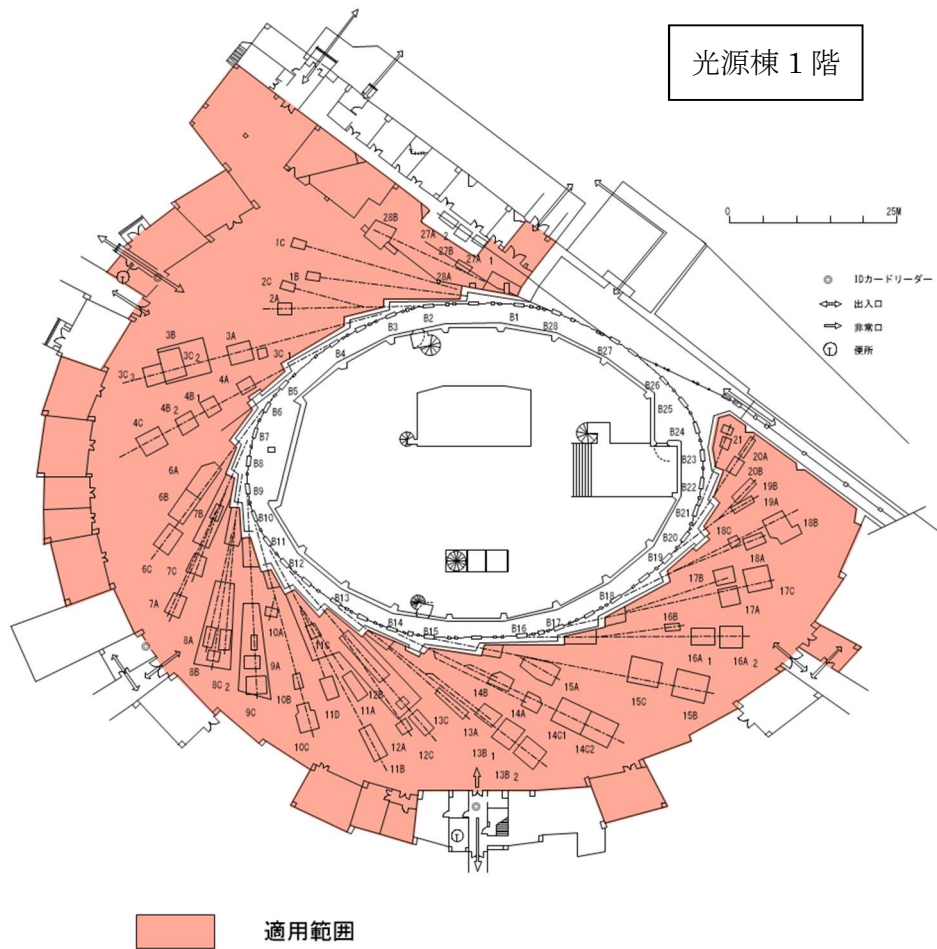 光源棟 1 階
0 25M
IDカードリーダー
出入口
非常口
便所
28B
27A 2
27B
27A 1
28A
1C
1B
2C
2A
3B
3A
3C 2
3C 1
3C 3
4A
4B 1
4B 2
4C
B1
B2
B3
B4
B5
B6
B7
B8
B9
B10
B11
B12
B13
B14
B15
B16
B17
B18
B19
B20
B21
B22
B23
B24
B25
B26
B27
B28
6A
6B
6C
7B
7C
7A
8A
8B
8C 2
9A
9C
10A
10B
10C
11C
11D
11A
11B
12B
12A
12C
13C
13A
13B 1
13B 2
14B
14A
14C1
14C2
15A
15C
15B
16B
16A 1
16A 2
17B
17A
17C
18C
18A
18B
19A
19B
20B
20A
21
適用範囲